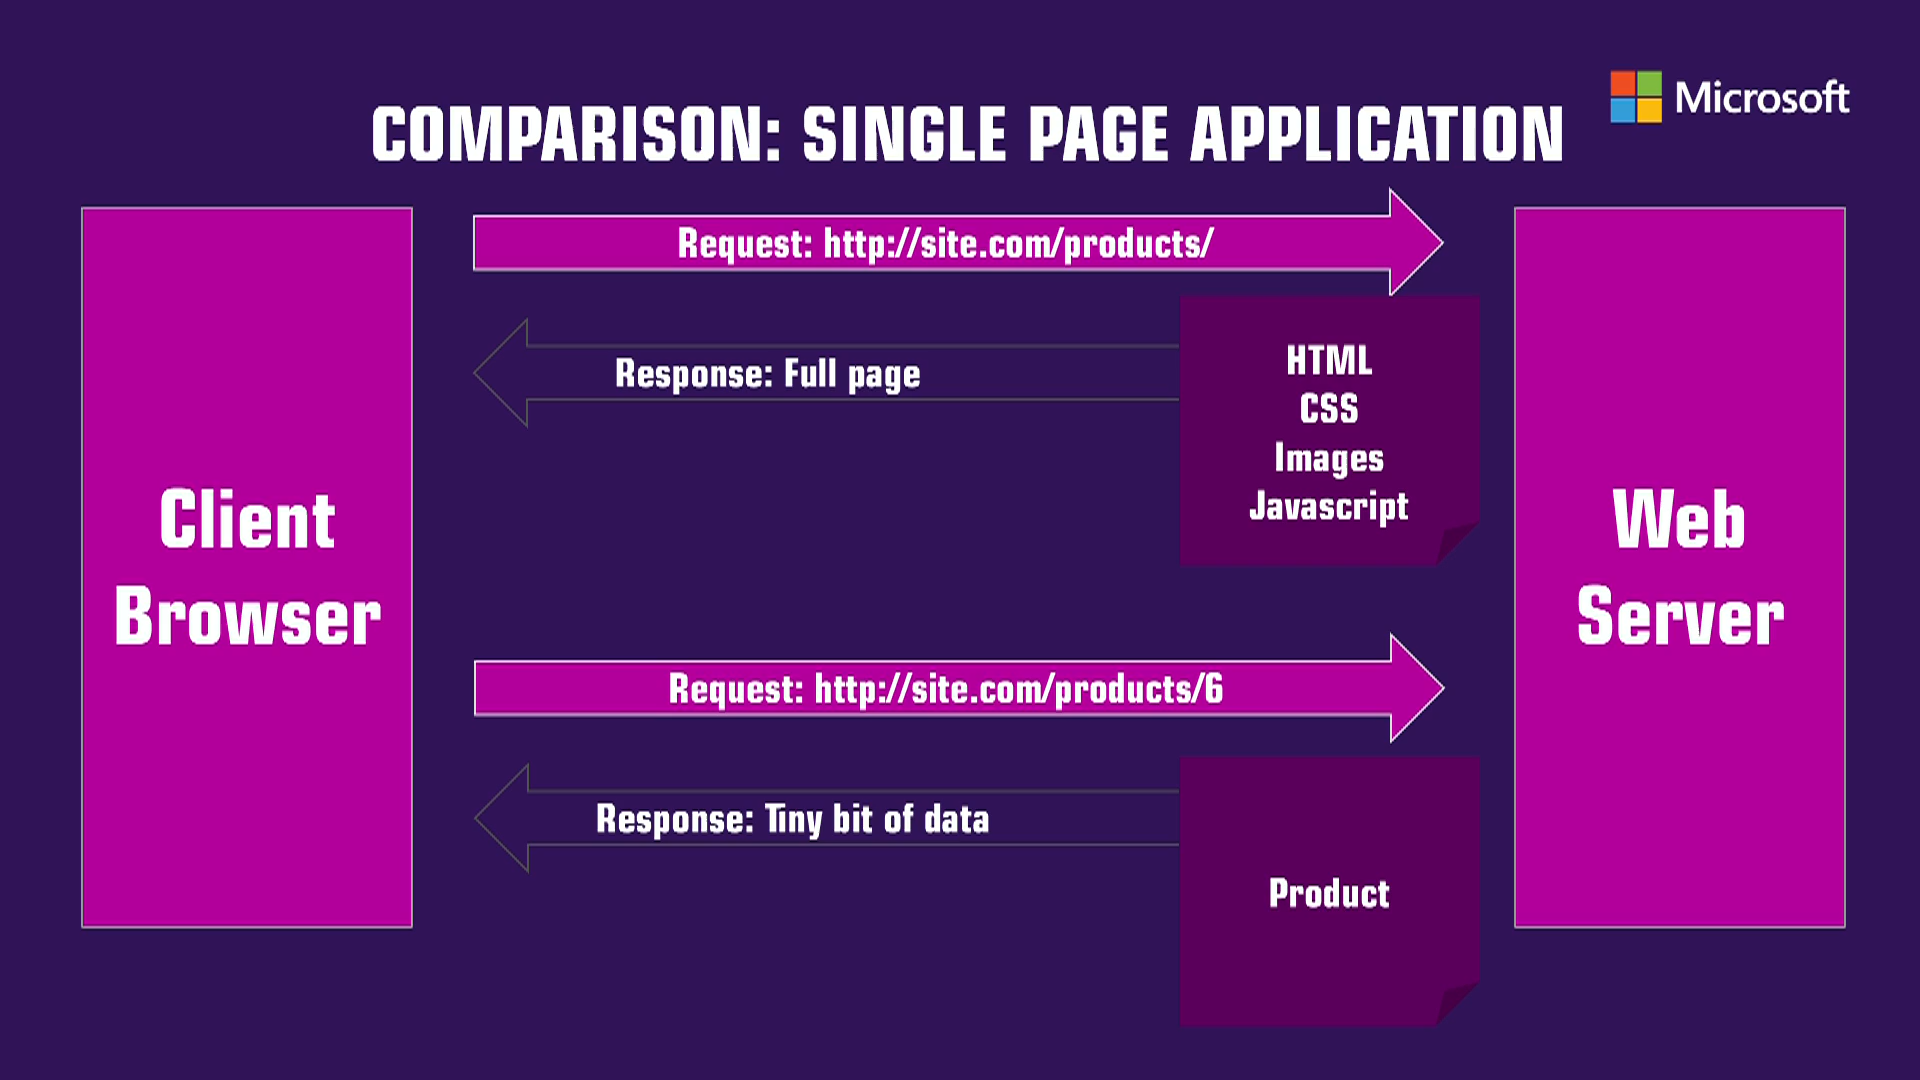 Microsoft
COMPARISON: SINGLE PAGE APPLICATION
Request: http://site.com/products/
Response: Full page
HTML
CSS
Images
Javascript
Client
Browser
Web
Server
Request: http://site.com/products/6
Response: Tiny bit of data
Product